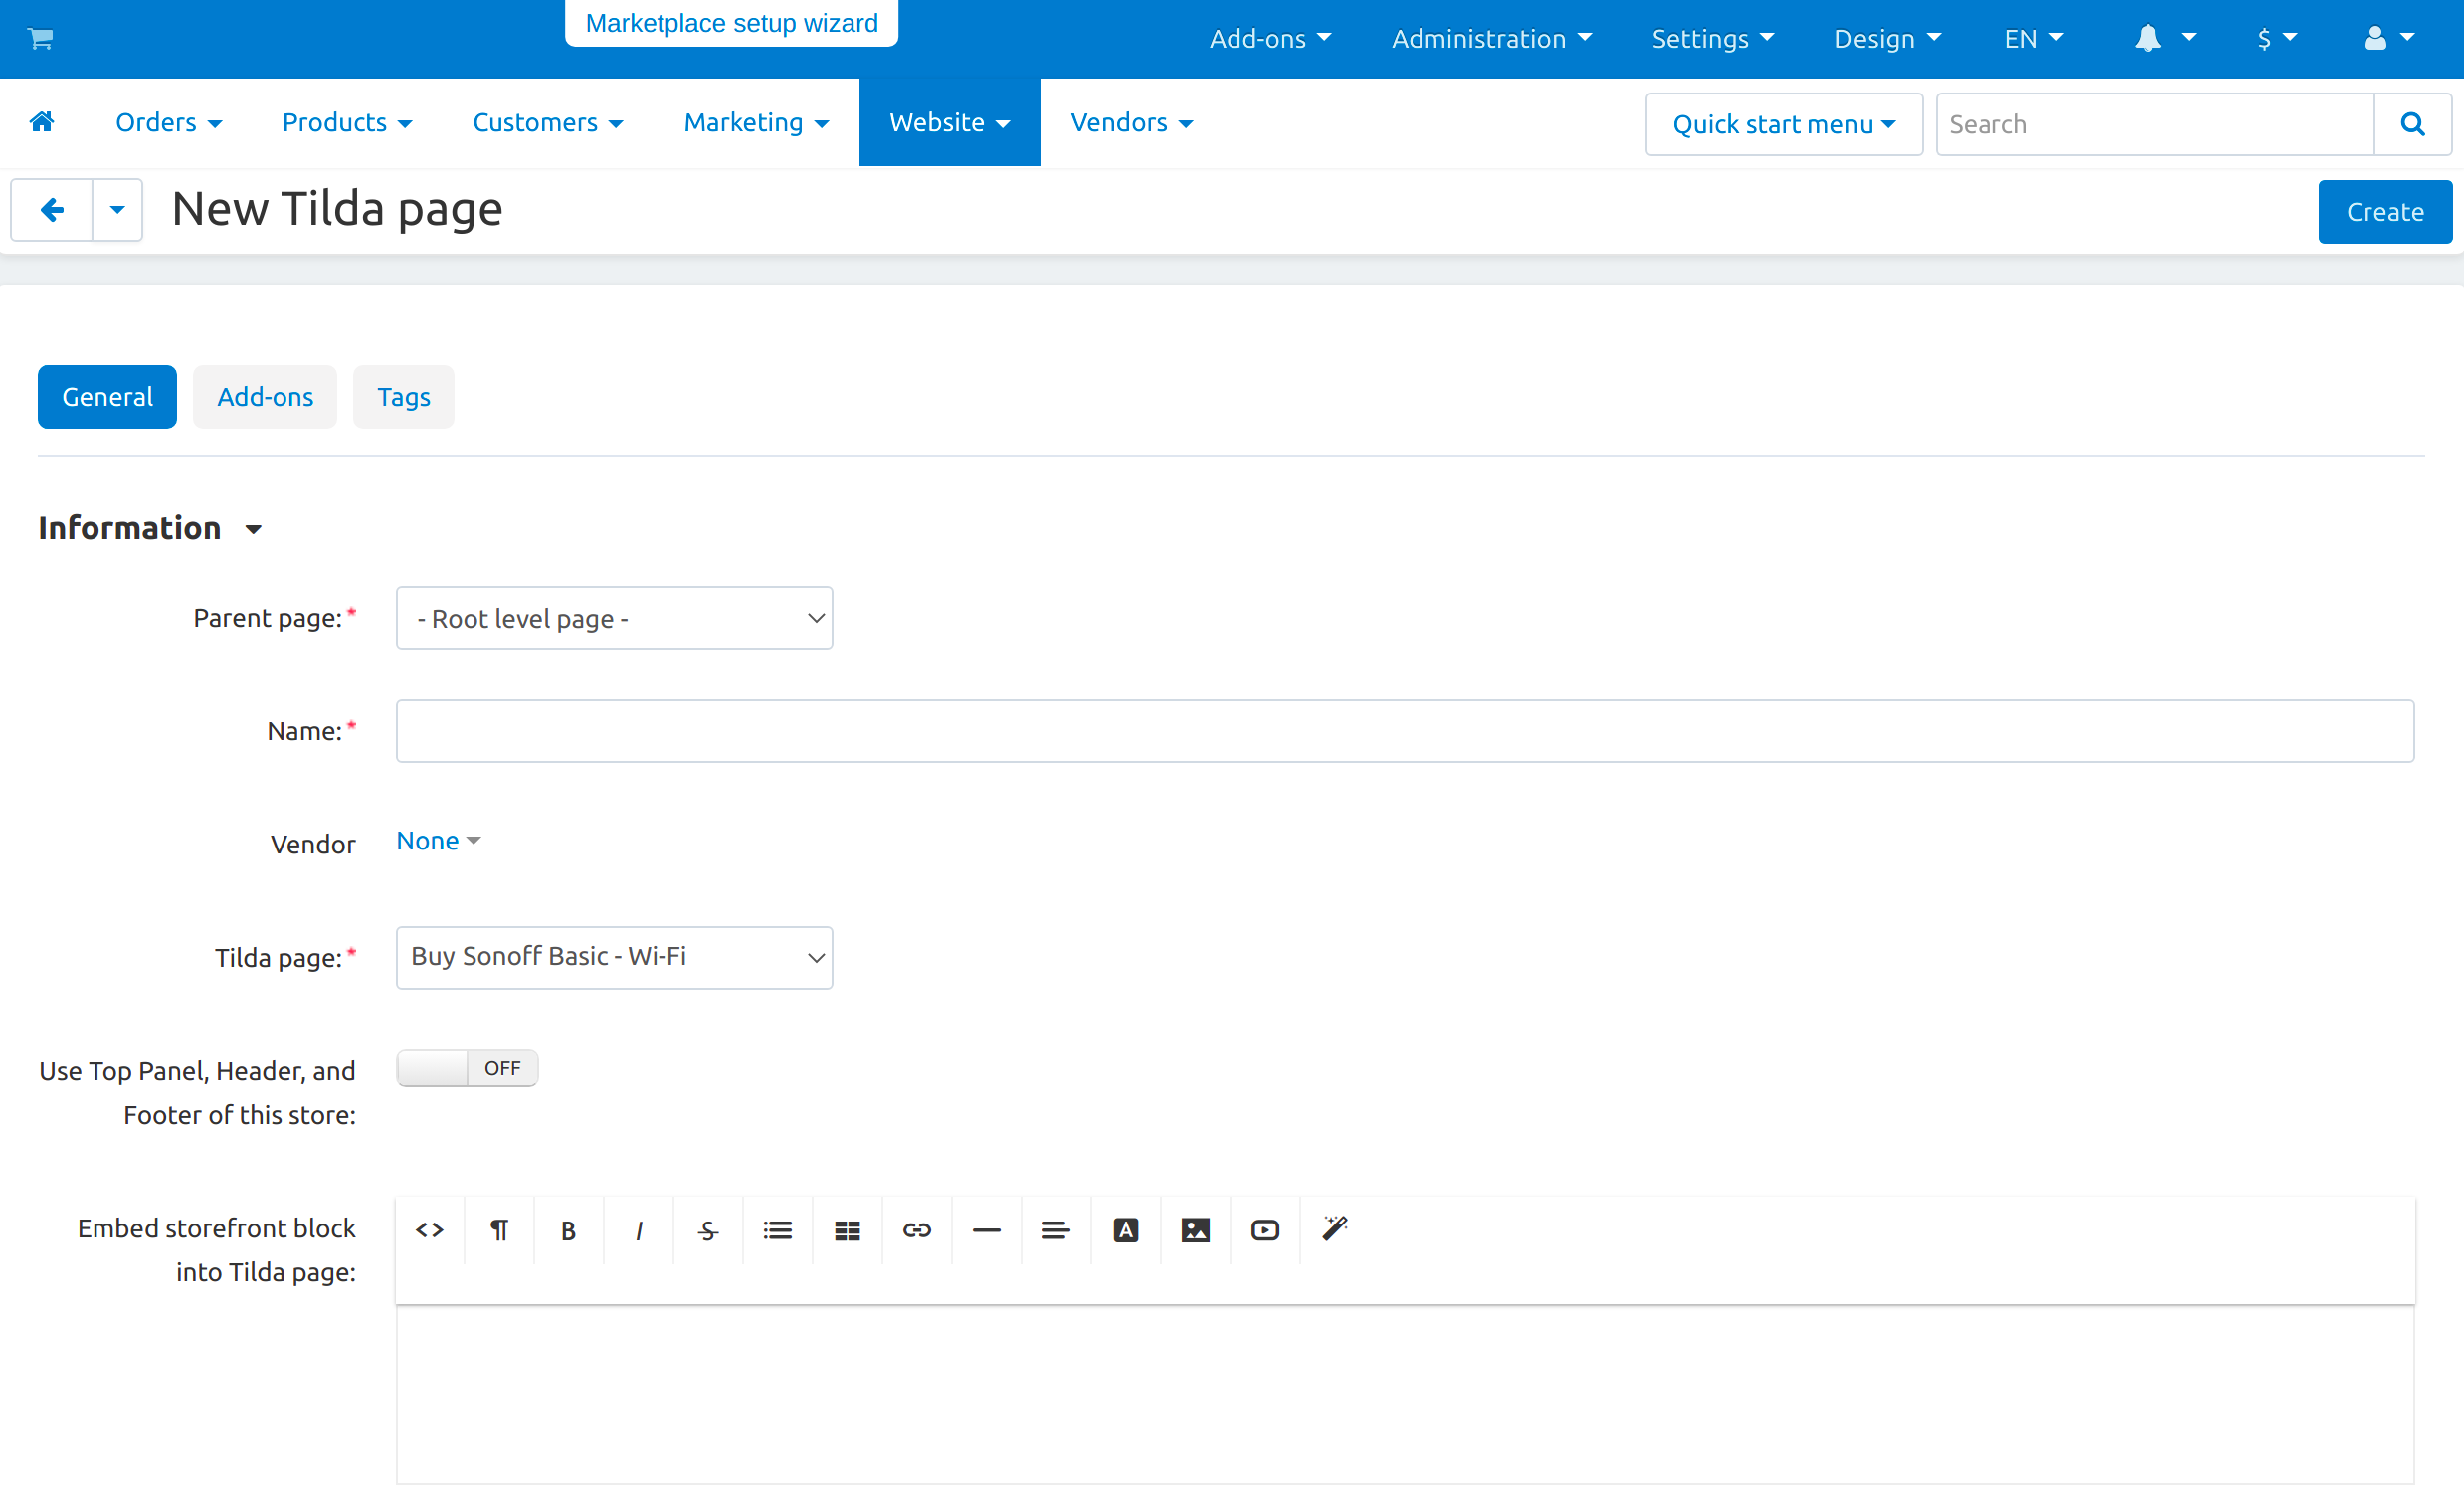 Marketplace setup wizard
Add-ons Administration Settings Design EN $
Orders Products Customers Marketing Website Vendors Quick start menu Search
New Tilda page Create
General Add-ons Tags
Information
Parent page:* - Root level page -
Name:*
Vendor None
Tilda page:* Buy Sonoff Basic - Wi-Fi
Use Top Panel, Header, and OFF
Footer of this store:
Embed storefront block
into Tilda page: